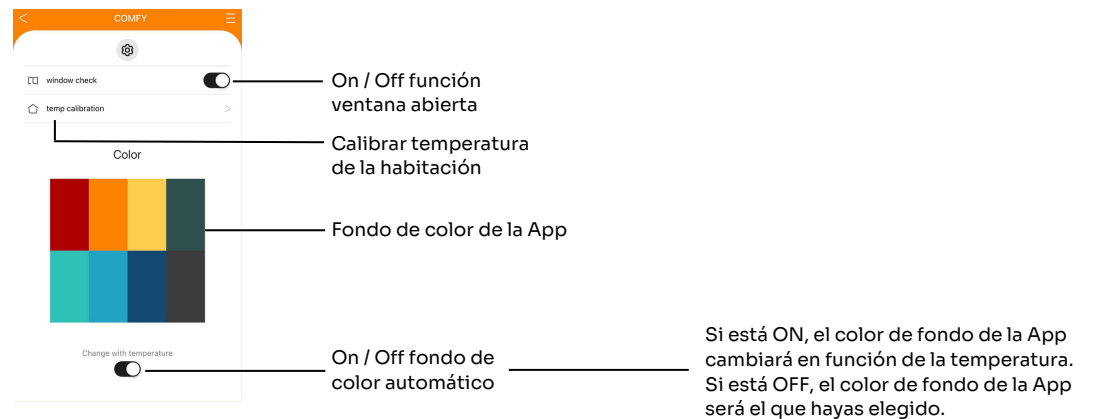 COMFY
window check
On / Off función
ventana abierta
temp calibration
Calibrar temperatura
de la habitación
Color
Fondo de color de la App
Change with temperature
On / Off fondo de
color automático
Si está ON, el color de fondo de la App
cambiará en función de la temperatura.
Si está OFF, el color de fondo de la App
será el que hayas elegido.